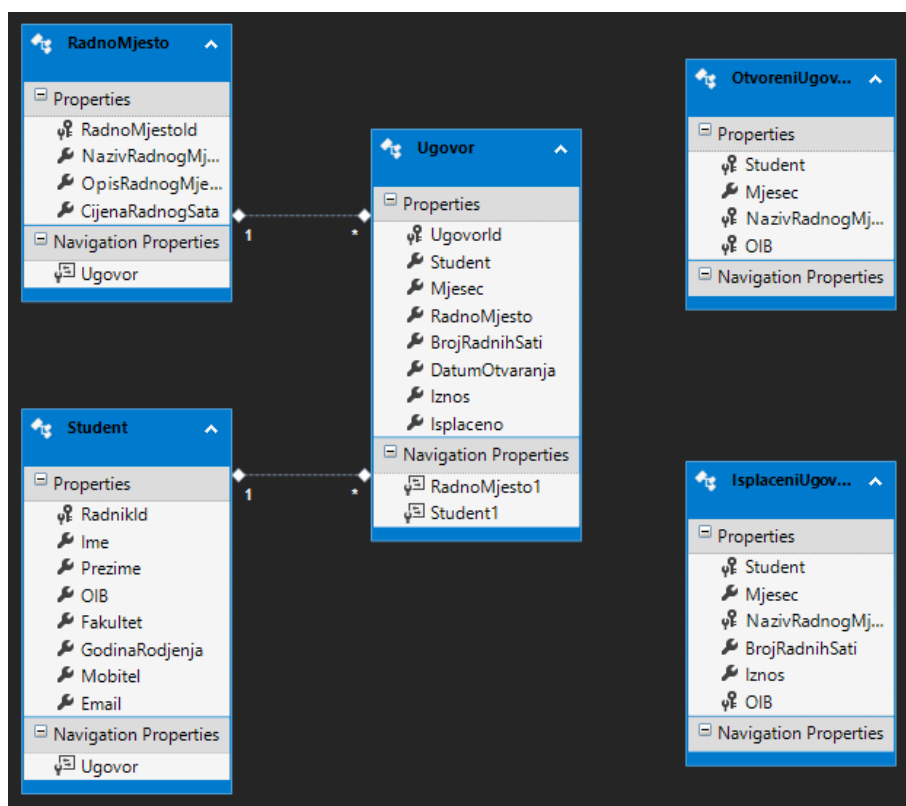 RadnoMjesto
Properties
RadnoMjestoId
NazivRadnogMj...
OpisRadnogMje...
CijenaRadnogSata
Navigation Properties
Ugovor
1
*
Student
Properties
RadnikId
Ime
Prezime
OIB
Fakultet
GodinaRodjenja
Mobitel
Email
Navigation Properties
Ugovor
1
*
Ugovor
Properties
UgovorId
Student
Mjesec
RadnoMjesto
BrojRadnihSati
DatumOtvaranja
Iznos
Isplaceno
Navigation Properties
RadnoMjesto1
Student1
OtvoreniUgov...
Properties
Student
Mjesec
NazivRadnogMj...
OIB
Navigation Properties
IsplaceniUgov...
Properties
Student
Mjesec
NazivRadnogMj...
BrojRadnihSati
Iznos
OIB
Navigation Properties